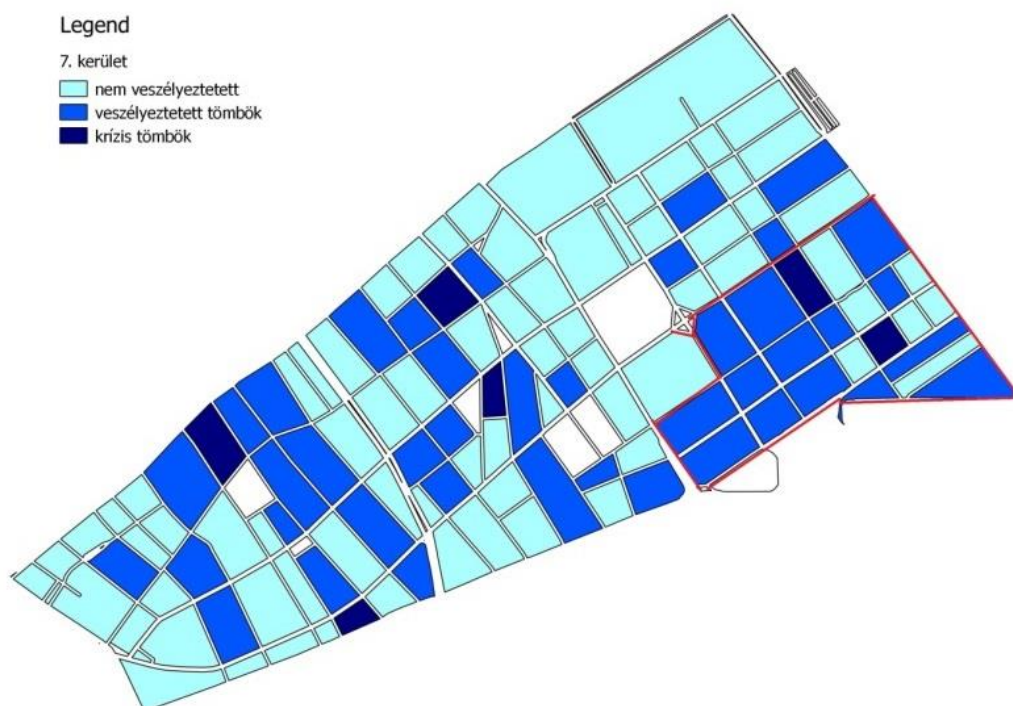 Legend
7. kerület
nem veszélyeztetett
veszélyeztetett tömbök
krízis tömbök